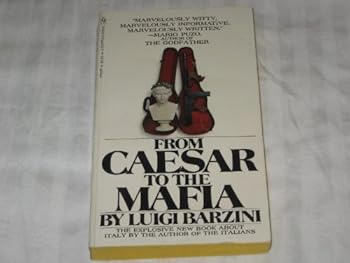 "MARVELOUSLY WITTY,
MARVELOUSLY INFORMATIVE,
MARVELOUSLY WRITTEN."
—MARIO PUZO,
AUTHOR OF
THE GODFATHER
FROM
CAESAR
TO THE
MAFIA
BY LUIGI BARZINI
THE EXPLOSIVE NEW BOOK ABOUT
ITALY BY THE AUTHOR OF THE ITALIANS